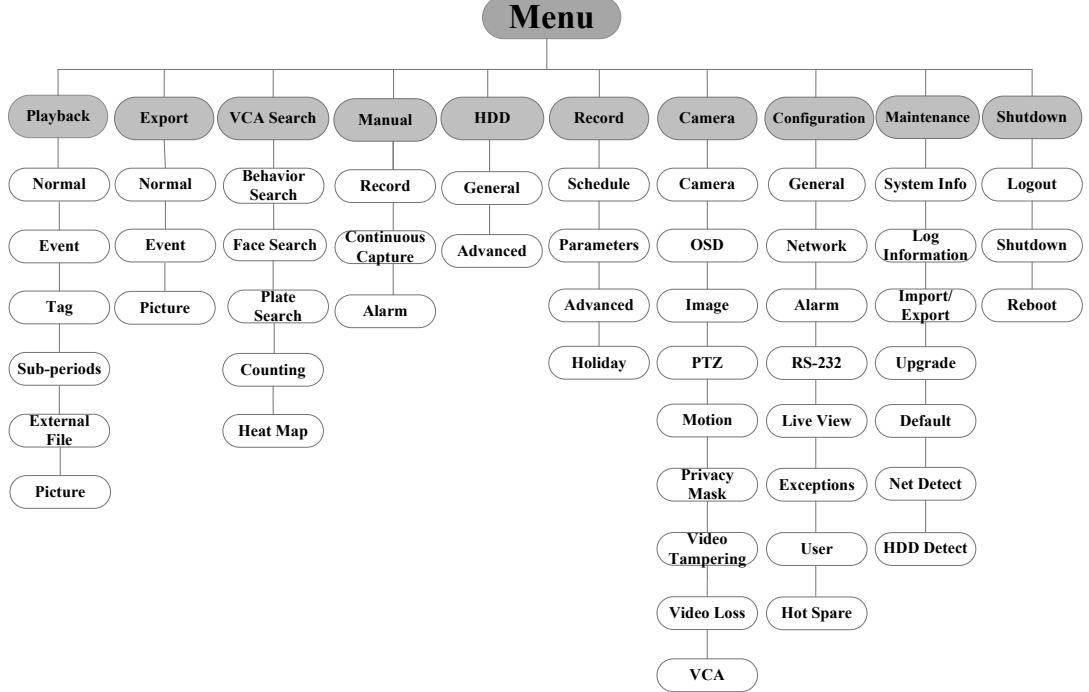 Menu
Playback
Export
VCA Search
Manual
HDD
Record
Camera
Configuration
Maintenance
Shutdown
Normal
Event
Tag
Sub-periods
External
File
Picture
Normal
Event
Picture
Behavior
Search
Face Search
Plate
Search
Counting
Heat Map
Record
Continuous
Capture
Alarm
General
Advanced
Schedule
Parameters
Advanced
Holiday
Camera
OSD
Image
PTZ
Motion
Privacy
Mask
Video
Tampering
Video Loss
VCA
General
Network
Alarm
RS-232
Live View
Exceptions
User
Hot Spare
System Info
Log
Information
Import/
Export
Upgrade
Default
Net Detect
HDD Detect
Logout
Shutdown
Reboot